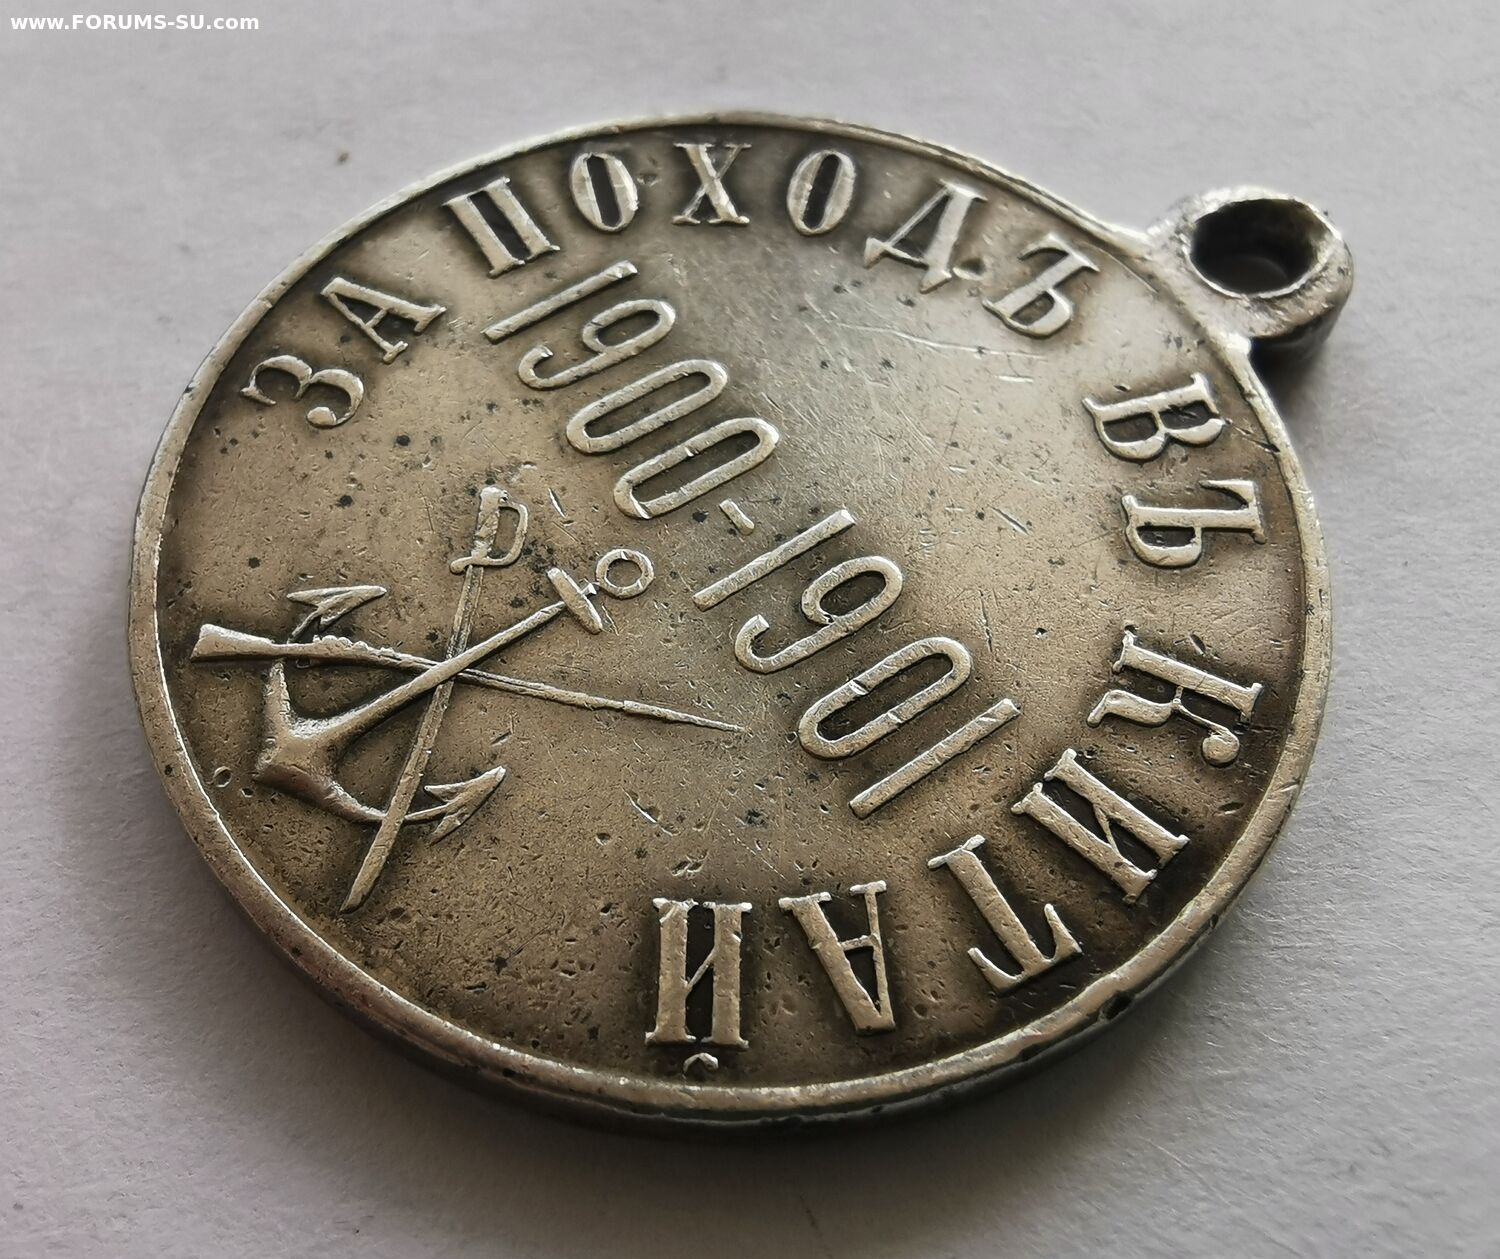 www.FORUMS-SU.com
ЗА ПОХОДЪ ВЪ КИТАЙ
1900-1901